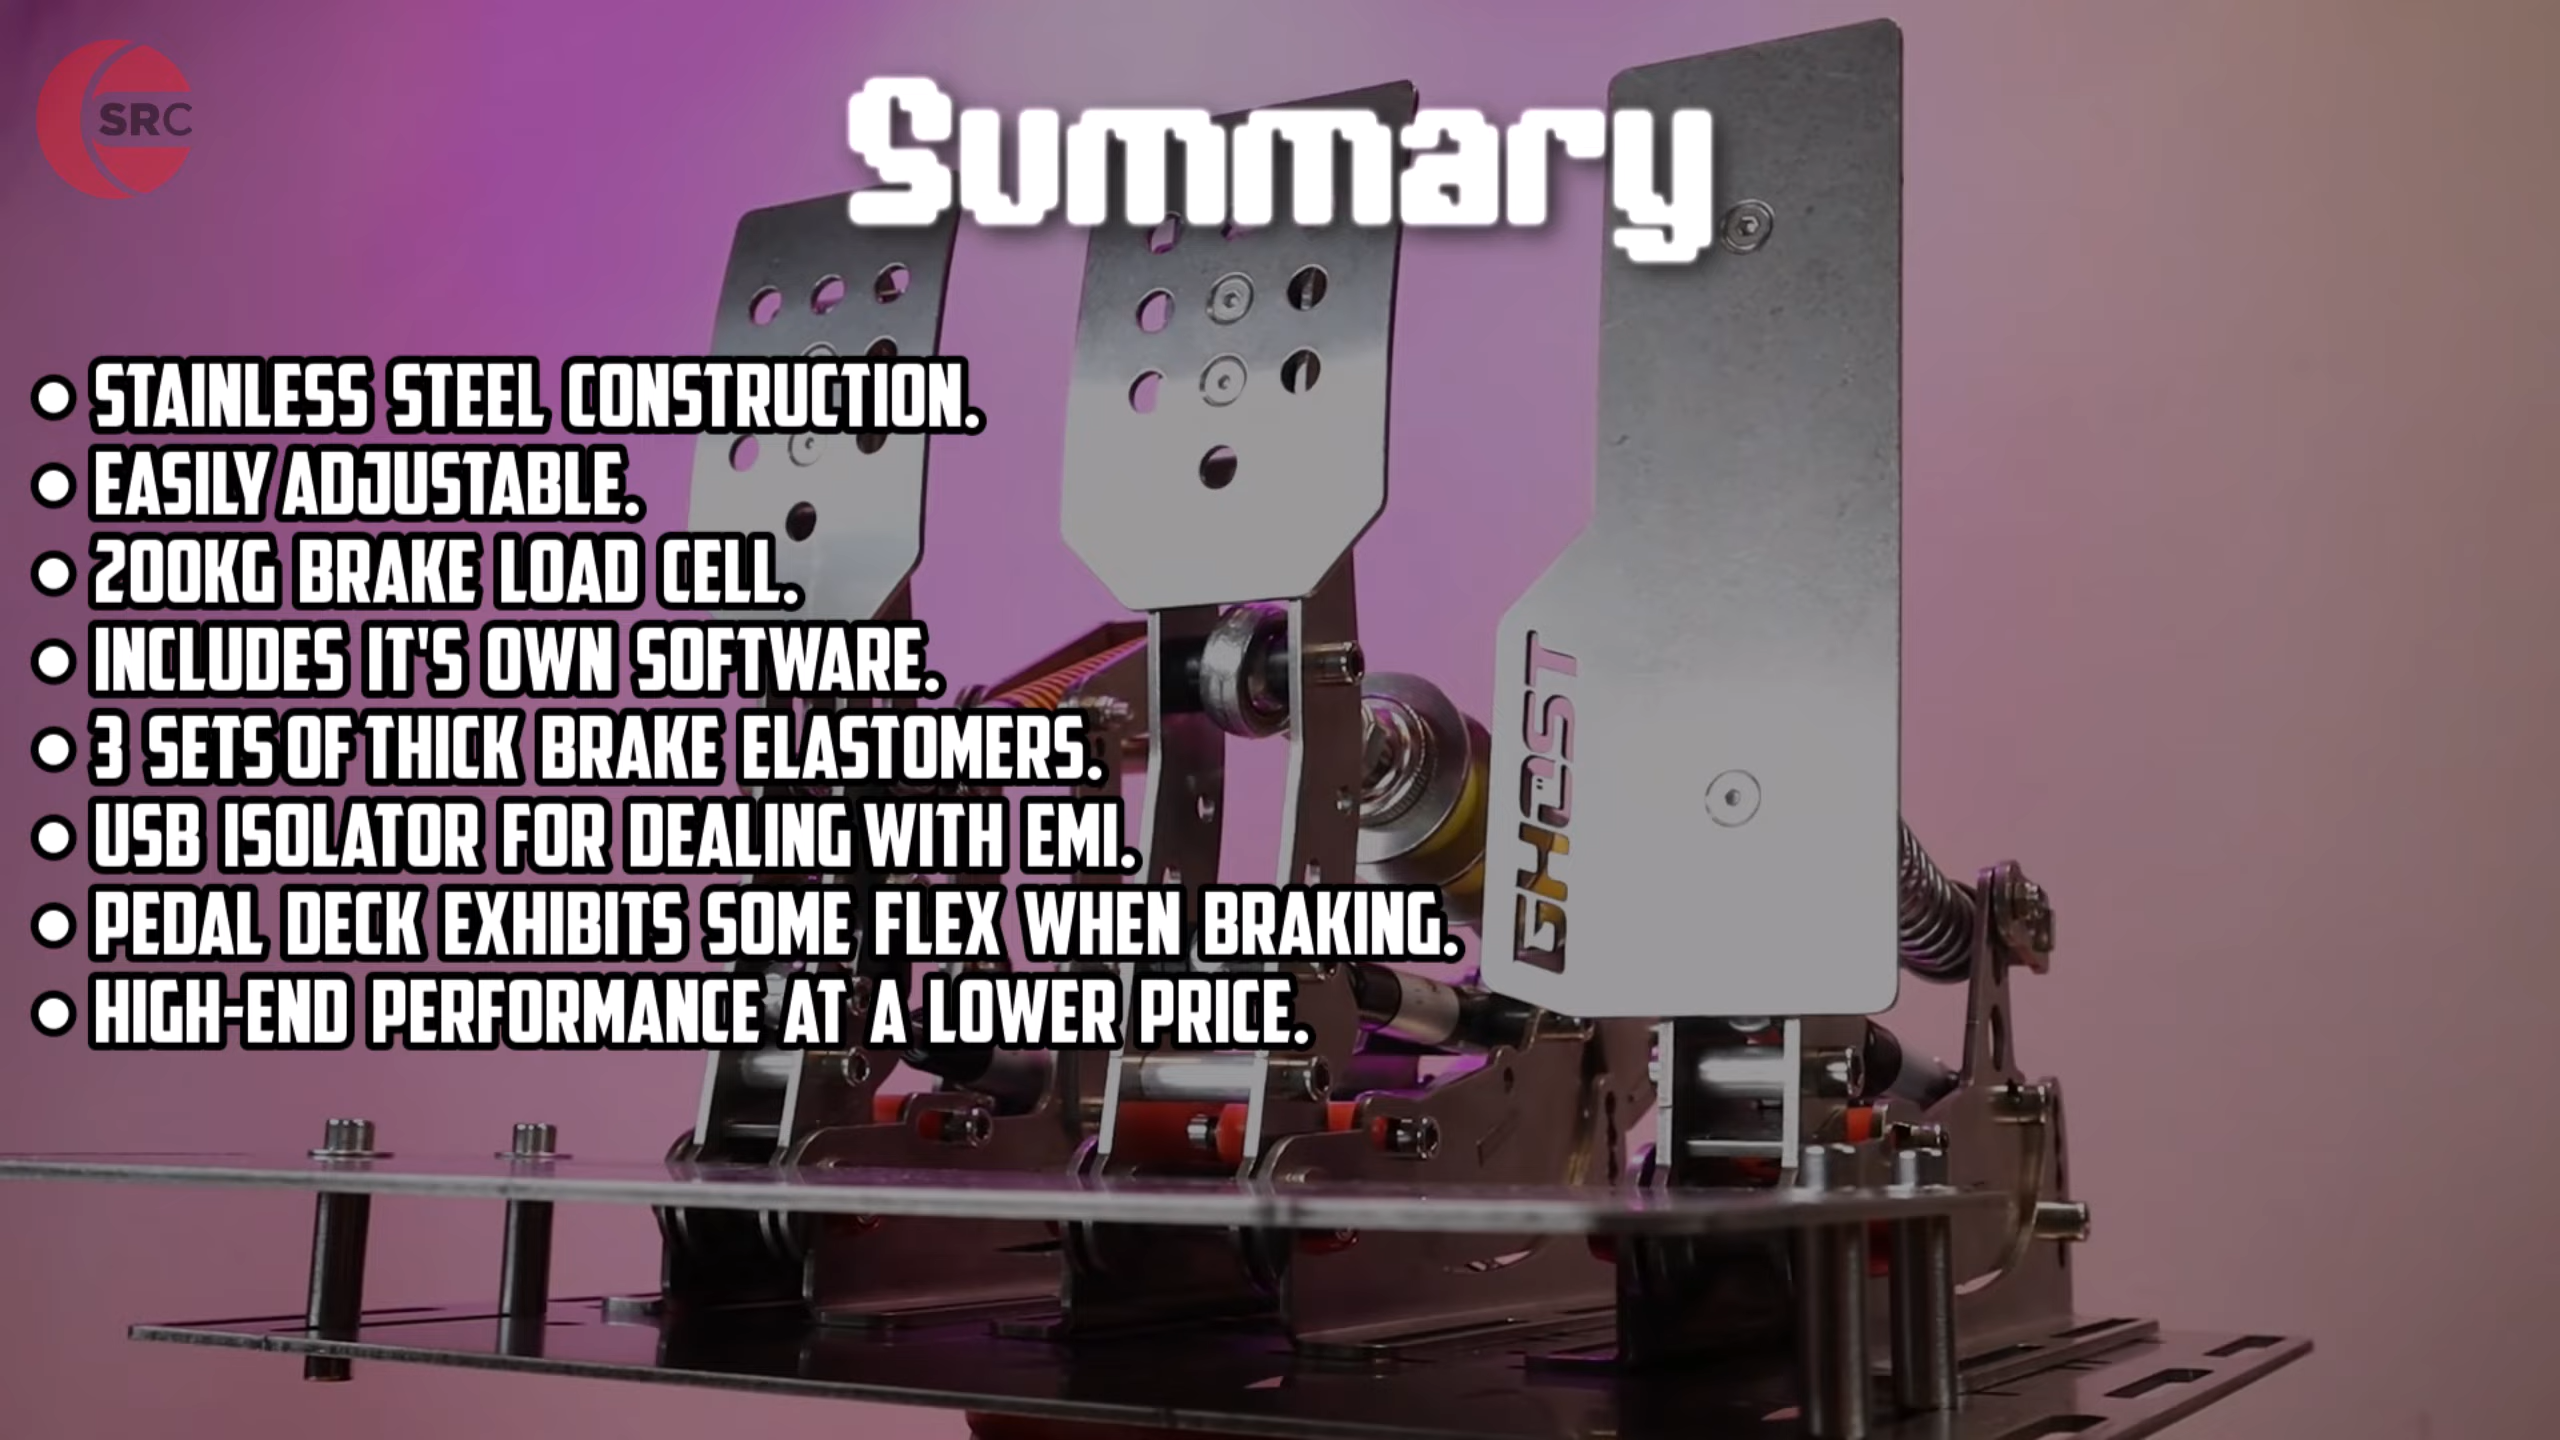 SRC
Summary
• STAINLESS STEEL CONSTRUCTION.
• EASILY ADJUSTABLE.
• 200KG BRAKE LOAD CELL.
• INCLUDES IT'S OWN SOFTWARE.
• 3 SETS OF THICK BRAKE ELASTOMERS.
• USB ISOLATOR FOR DEALING WITH EMI.
• PEDAL DECK EXHIBITS SOME FLEX WHEN BRAKING.
• HIGH-END PERFORMANCE AT A LOWER PRICE.
GHOST